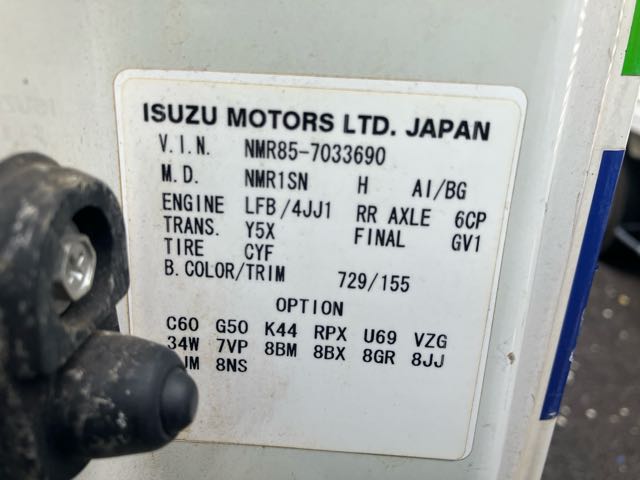 ISUZU MOTORS LTD. JAPAN
V.I.N. NMR85-7033690
M.D. NMR1SN H AI/BG
ENGINE LFB/4JJ1 RR AXLE 6CP
TRANS. Y5X FINAL GV1
TIRE CYF
B.COLOR/TRIM 729/155
OPTION
C60 G50 K44 RPX U69 VZG
34W 7VP 8BM 8BX 8GR 8JJ
8NS